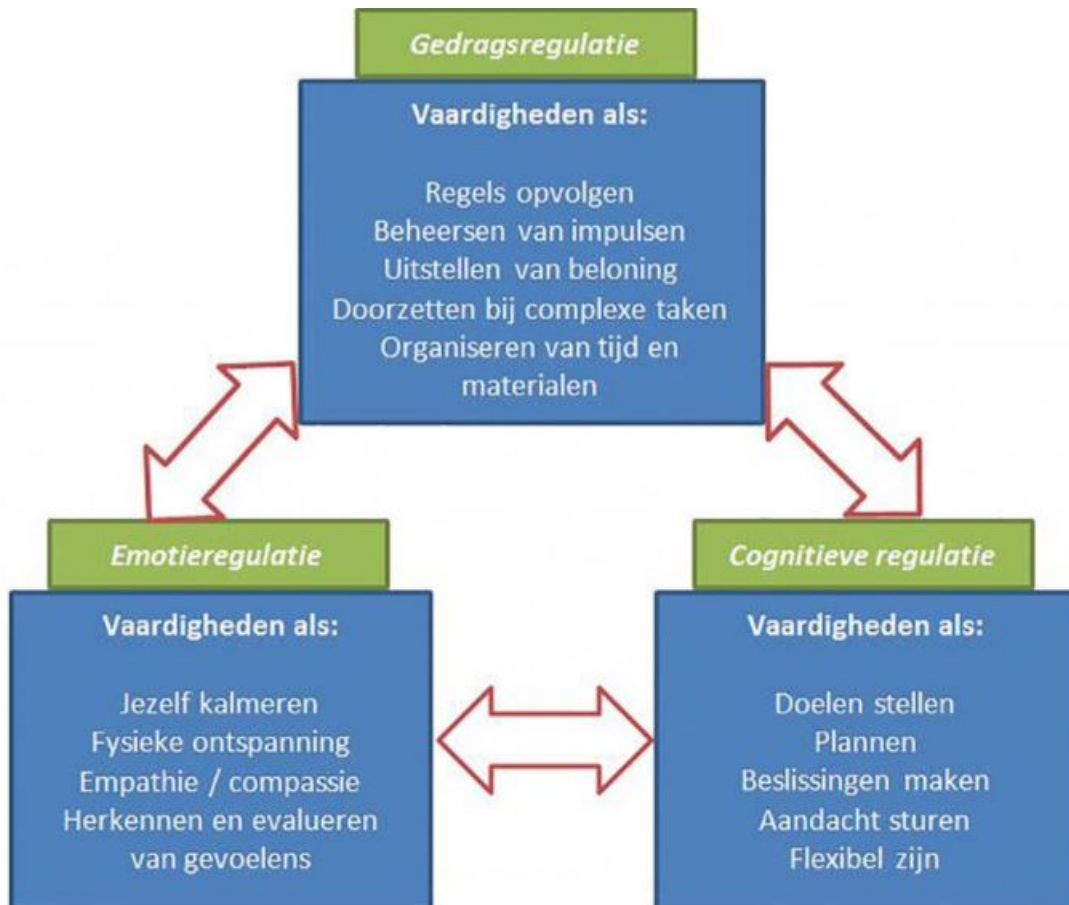 Gedragsregulatie
Vaardigheden als:
Regels opvolgen
Beheersen van impulsen
Uitstellen van beloning
Doorzetten bij complexe taken
Organiseren van tijd en
materialen
Emotieregulatie
Vaardigheden als:
Jezelf kalmeren
Fysieke ontspanning
Empathie / compassie
Herkennen en evalueren
van gevoelens
Cognitieve regulatie
Vaardigheden als:
Doelen stellen
Plannen
Beslissingen maken
Aandacht sturen
Flexibel zijn